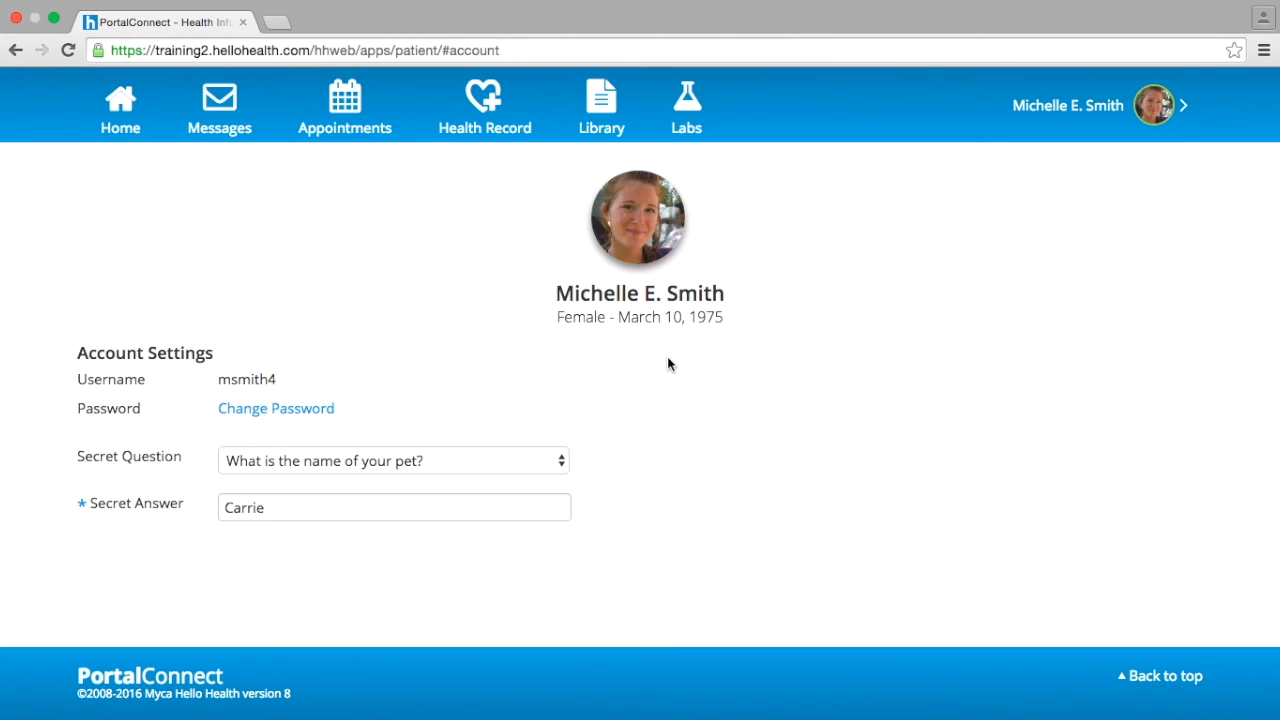 PortalConnect - Health Info
https://training2.hellohealth.com/hhweb/apps/patient/#account
Home
Messages
Appointments
Health Record
Library
Labs
Michelle E. Smith
Michelle E. Smith
Female - March 10, 1975
Account Settings
Username msmith4
Password Change Password
Secret Question What is the name of your pet?
* Secret Answer Carrie
PortalConnect
©2008-2016 Myca Hello Health version 8
Back to top